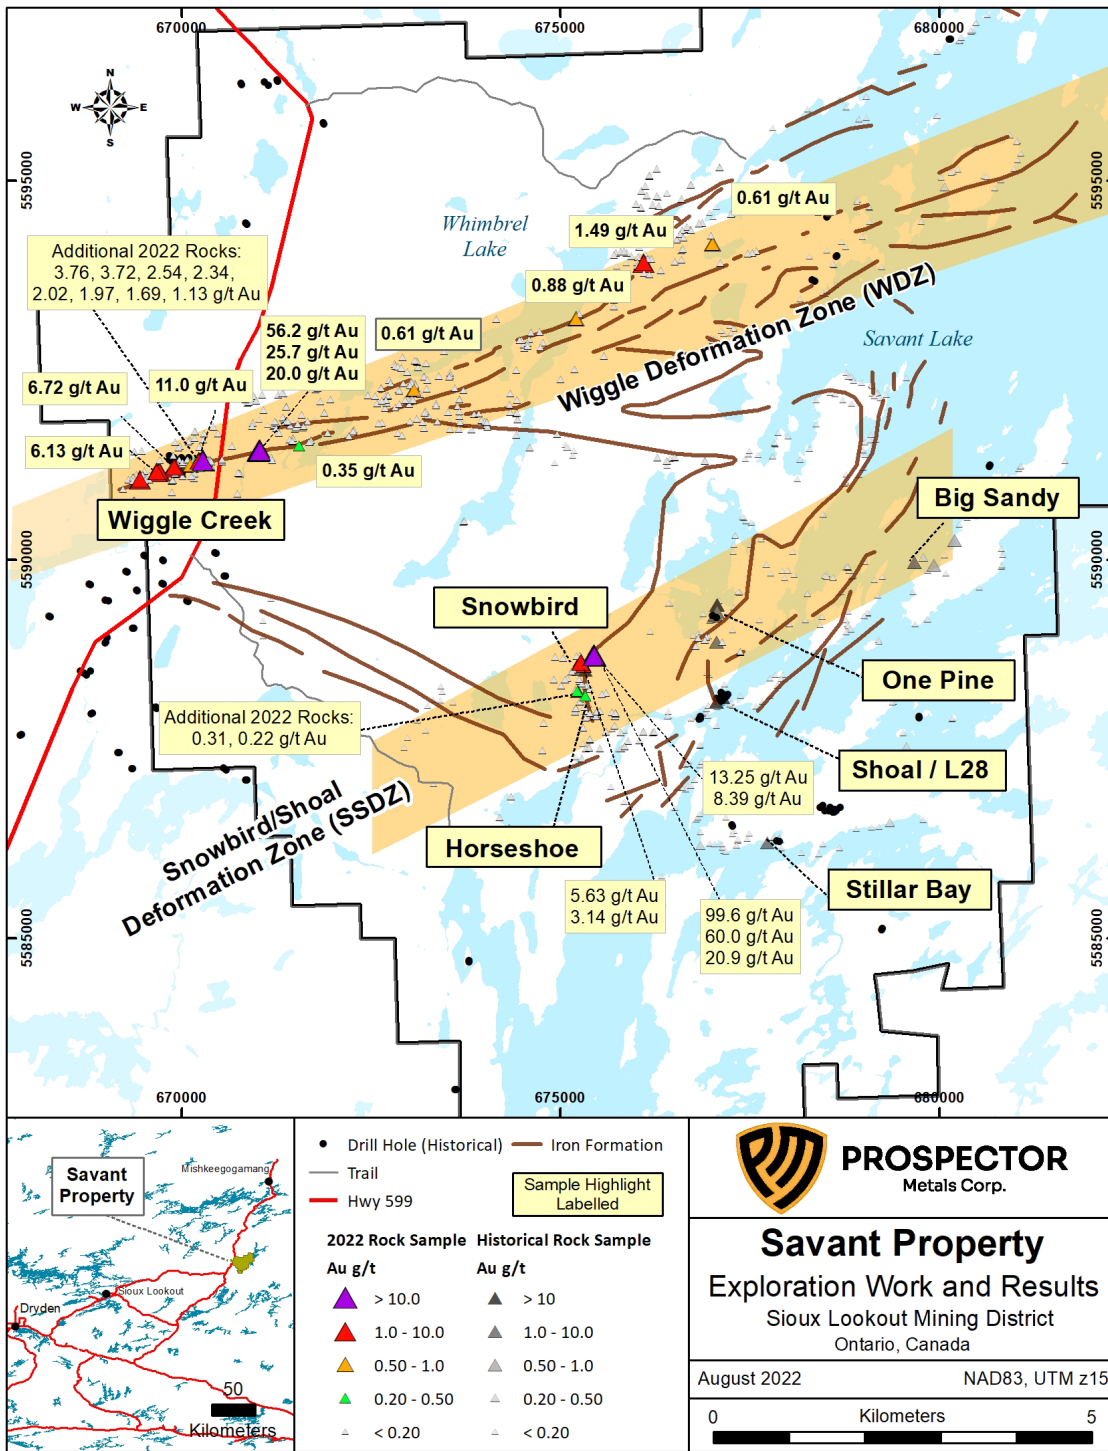 670000
675000
680000
N
W
E
S
5595000
5595000
Whimbrel
Lake
0.61 g/t Au
1.49 g/t Au
0.88 g/t Au
Additional 2022 Rocks:
3.76, 3.72, 2.54, 2.34,
2.02, 1.97, 1.69, 1.13 g/t Au
Wiggle Deformation Zone (WDZ)
Savant Lake
56.2 g/t Au
25.7 g/t Au
20.0 g/t Au
0.61 g/t Au
6.72 g/t Au
11.0 g/t Au
6.13 g/t Au
0.35 g/t Au
Wiggle Creek
Big Sandy
5590000
5590000
Snowbird
One Pine
Additional 2022 Rocks:
0.31, 0.22 g/t Au
Shoal / L28
13.25 g/t Au
8.39 g/t Au
Snowbird/Shoal
Deformation Zone (SSDZ)
Horseshoe
Stillar Bay
5.63 g/t Au
3.14 g/t Au
99.6 g/t Au
60.0 g/t Au
20.9 g/t Au
5585000
5585000
670000
675000
680000
Savant
Property
Mishkeegogamang
Sioux Lookout
Dryden
50
Kilometers
Drill Hole (Historical)
Iron Formation
Trail
Hwy 599
Sample Highlight
Labelled
2022 Rock Sample
Historical Rock Sample
Au g/t
Au g/t
> 10.0
> 10
1.0 - 10.0
1.0 - 10.0
0.50 - 1.0
0.50 - 1.0
0.20 - 0.50
0.20 - 0.50
< 0.20
< 0.20
PROSPECTOR
Metals Corp.
Savant Property
Exploration Work and Results
Sioux Lookout Mining District
Ontario, Canada
August 2022
NAD83, UTM z15
0
Kilometers
5